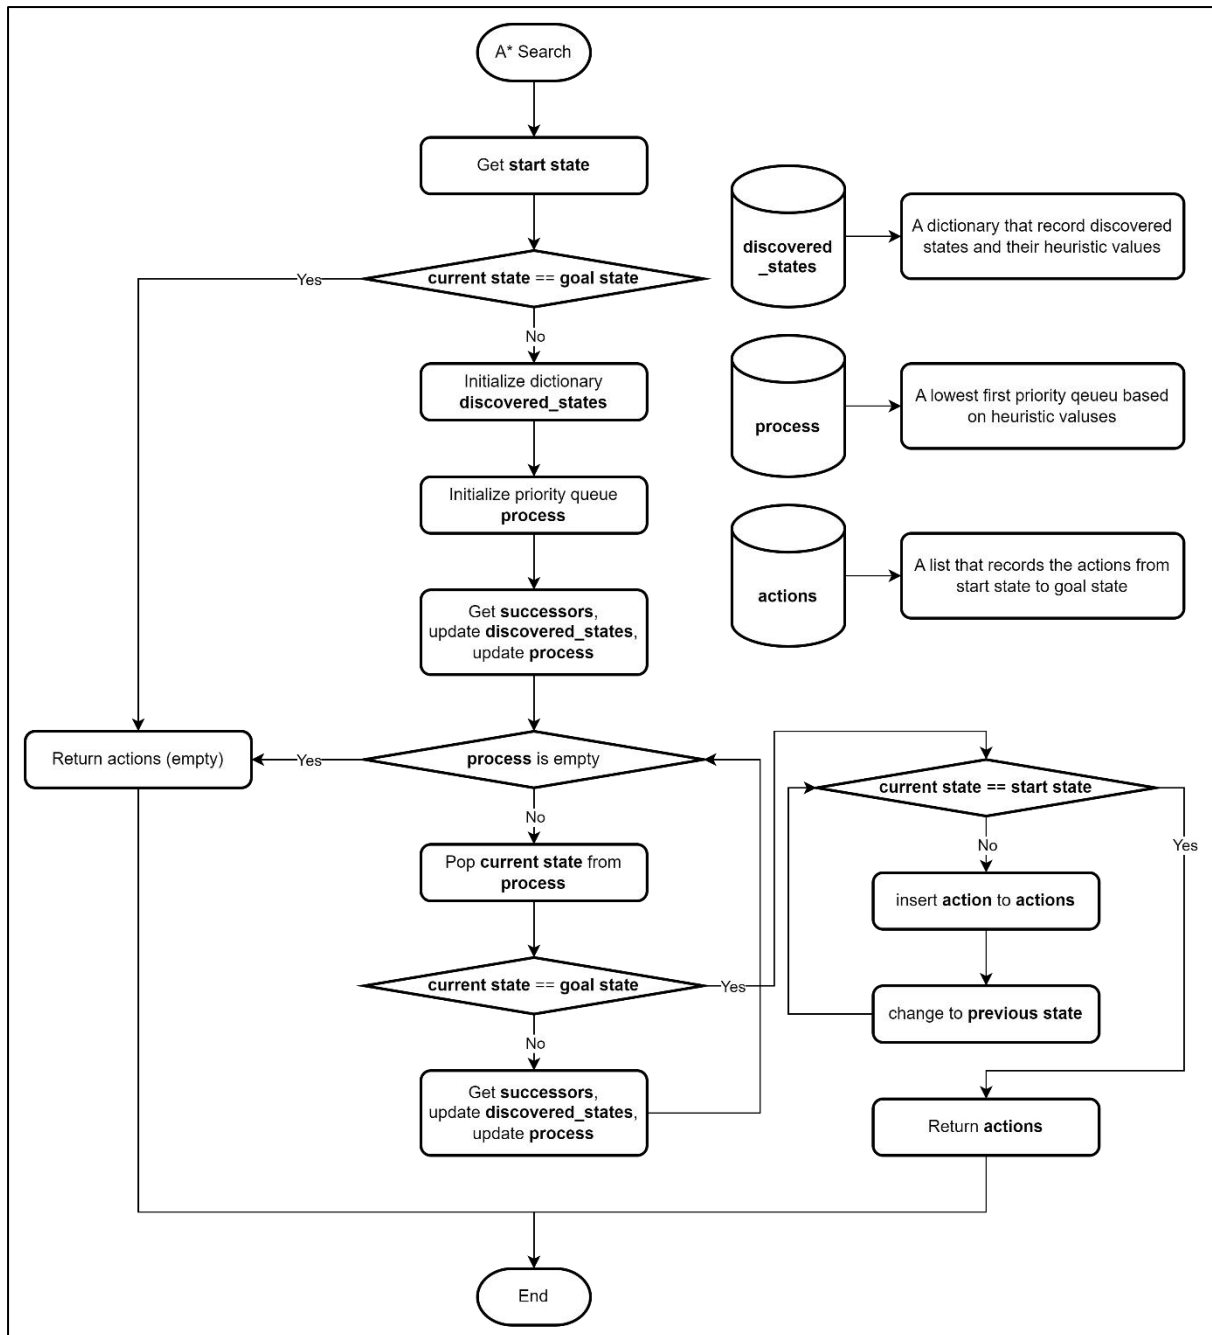 A* Search
Get start state
current state == goal state
Yes
No
Initialize dictionary
discovered_states
Initialize priority queue
process
Get successors,
update discovered_states,
update process
process is empty
Yes
Return actions (empty)
No
Pop current state from
process
current state == goal state
Yes
No
Get successors,
update discovered_states,
update process
discovered
_states
A dictionary that record discovered
states and their heuristic values
process
A lowest first priority qeueu based
on heuristic valuses
actions
A list that records the actions from
start state to goal state
current state == start state
No
Yes
insert action to actions
change to previous state
Return actions
End